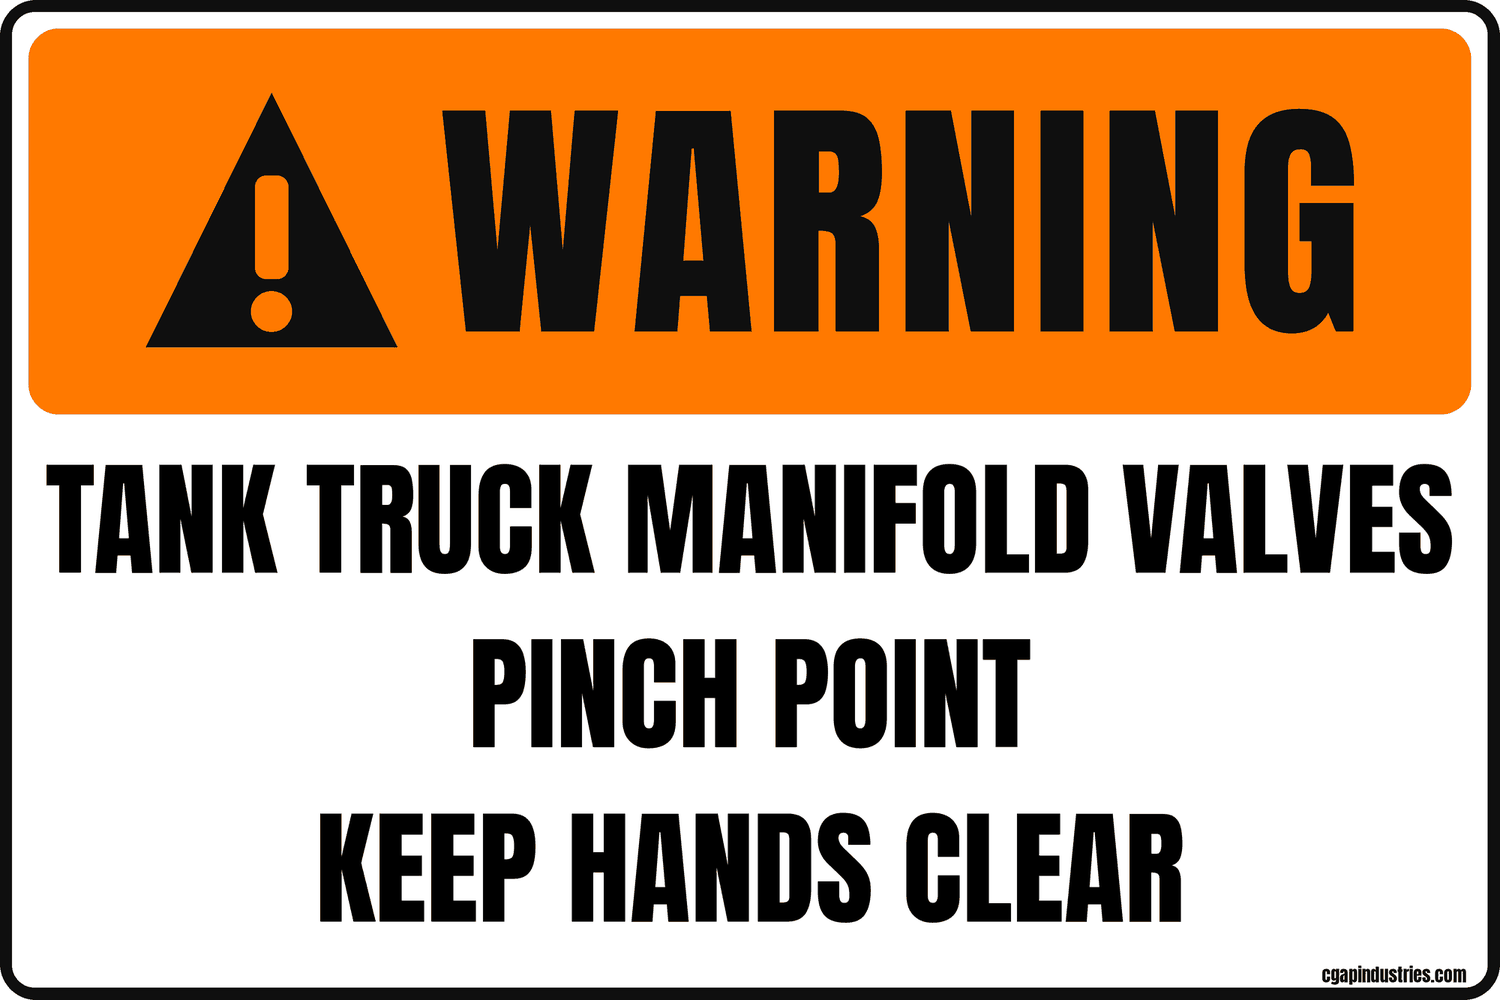 WARNING
TANK TRUCK MANIFOLD VALVES
PINCH POINT
KEEP HANDS CLEAR
cgapindustries.com